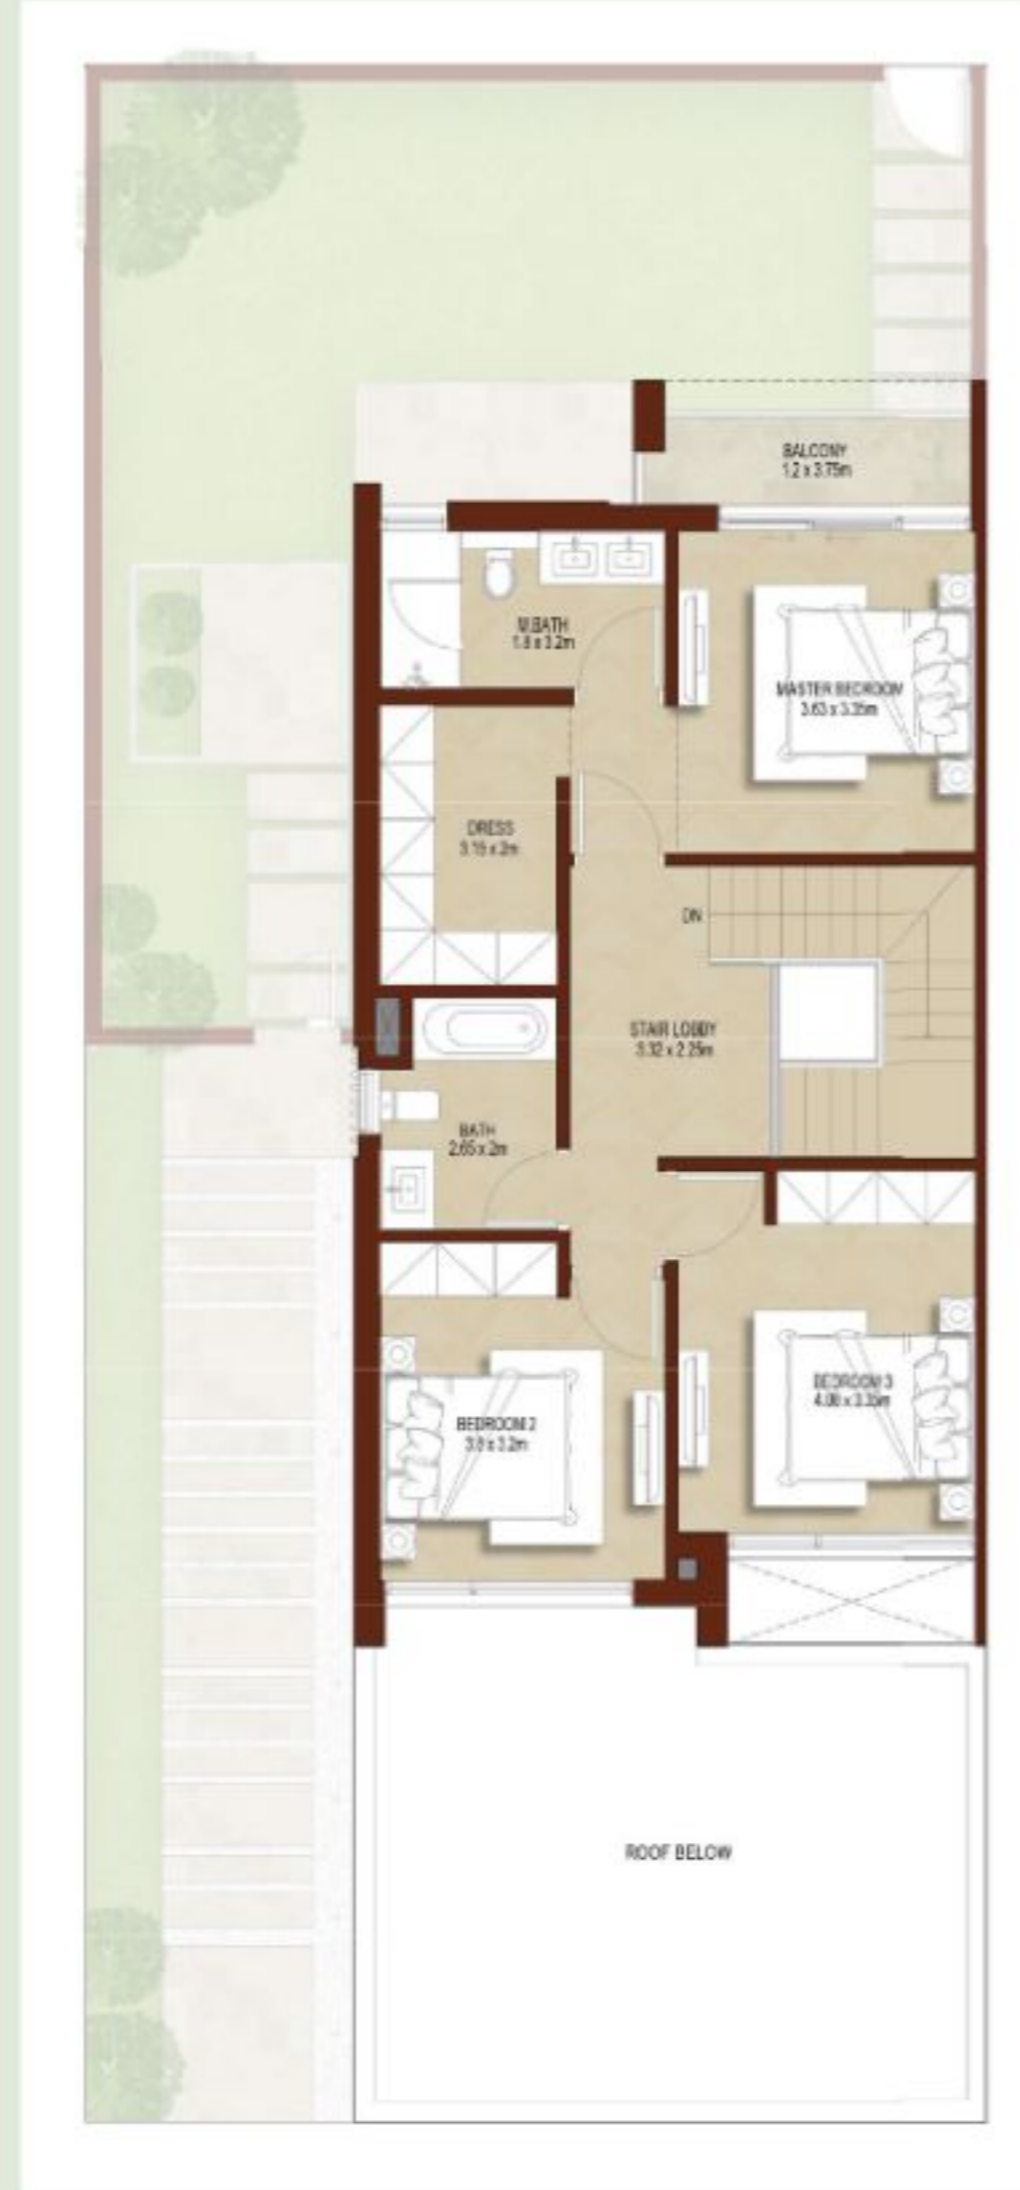 BALCONY
1.2 x 3.75m
M.BATH
1.8 x 3.2m
MASTER BEDROOM
3.63 x 3.35m
DRESS
3.15 x 2m
DN
STAIR LOBBY
3.32 x 2.25m
BATH
2.65 x 2m
BEDROOM 3
4.08 x 3.35m
BEDROOM 2
3.8 x 3.2m
ROOF BELOW